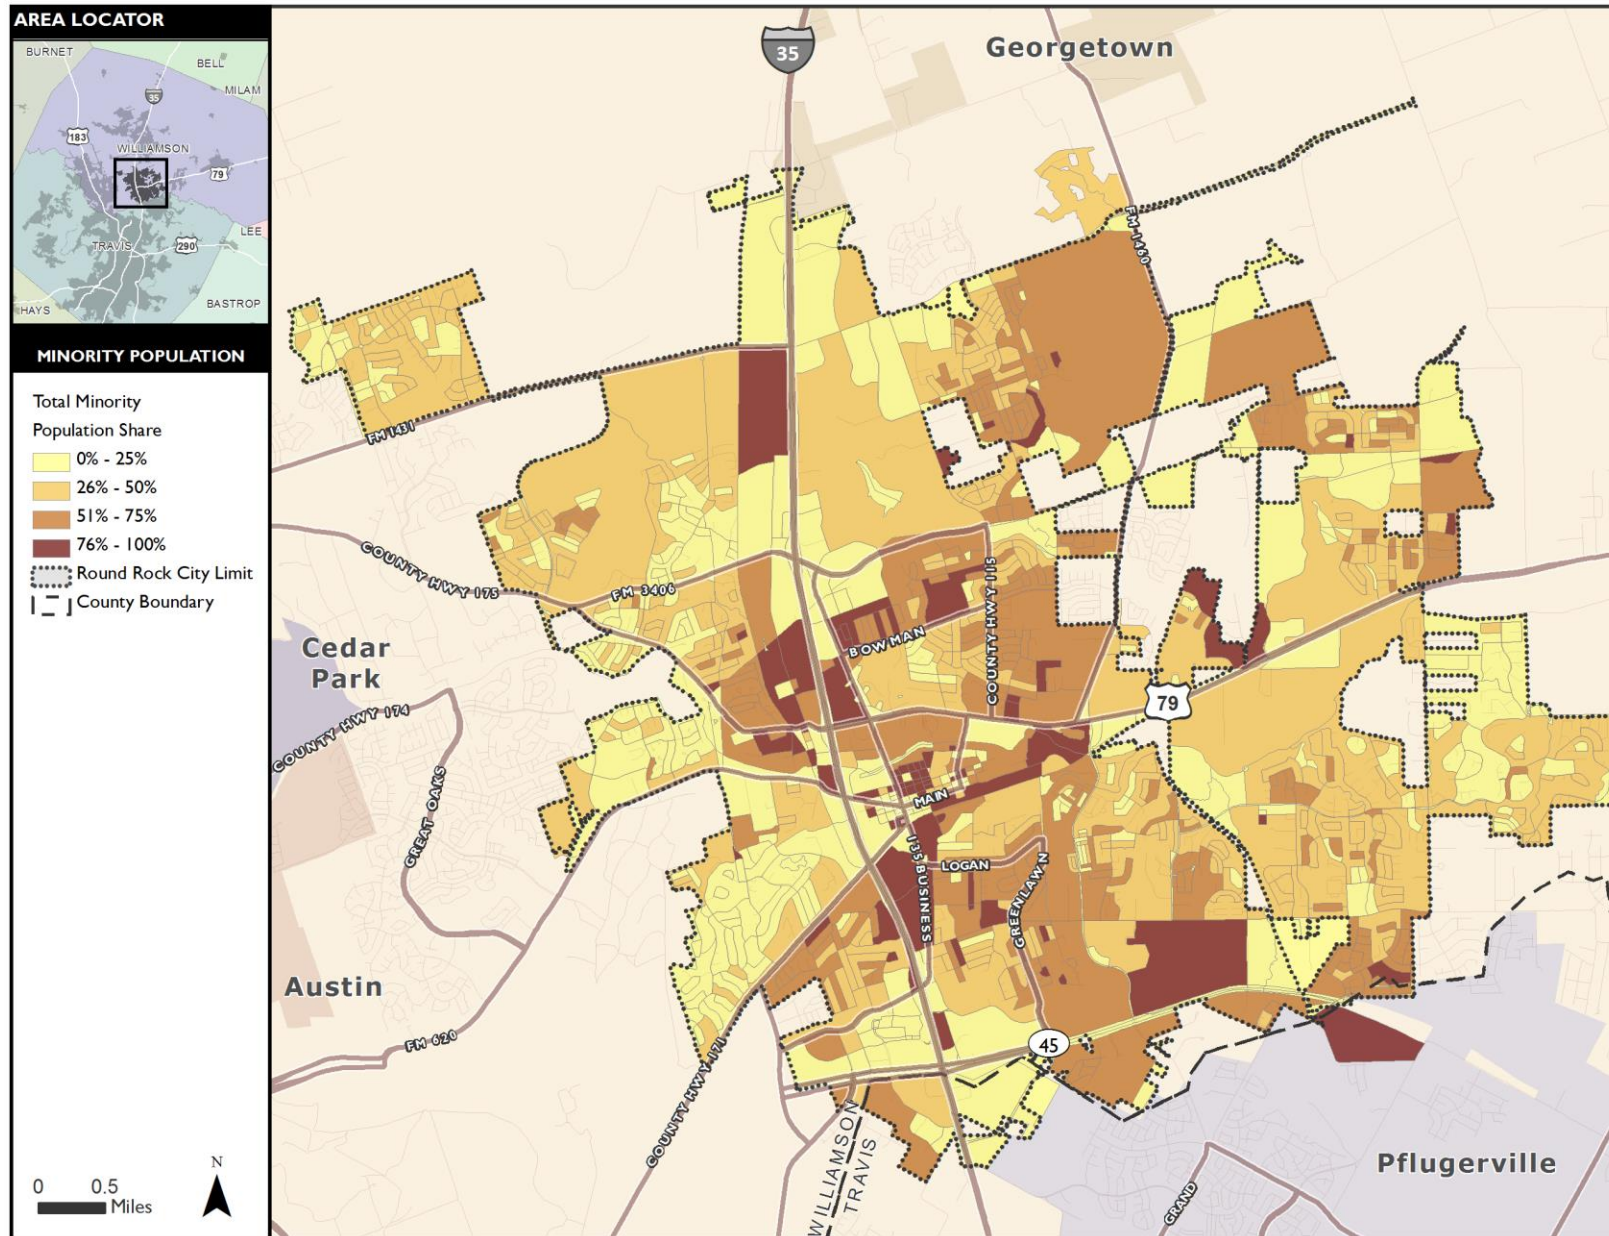 AREA LOCATOR
BURNET
BELL
MILAM
35
183
WILLIAMSON
79
LEE
TRAVIS
290
HAYS
BASTROP
MINORITY POPULATION
Total Minority
Population Share
0% - 25%
26% - 50%
51% - 75%
76% - 100%
Round Rock City Limit
County Boundary
0 0.5
Miles
N
35
Georgetown
FM 1460
FM 1431
COUNTY HWY 175
FM 3406
COUNTY HWY 115
BOWMAN
Cedar
Park
79
COUNTY HWY 174
GREAT OAKS
MAIN
I35 BUSINESS
LOGAN
GREENLAWN
Austin
FM 620
45
COUNTY HWY 171
WILLIAMSON
TRAVIS
Pflugerville
GRAND